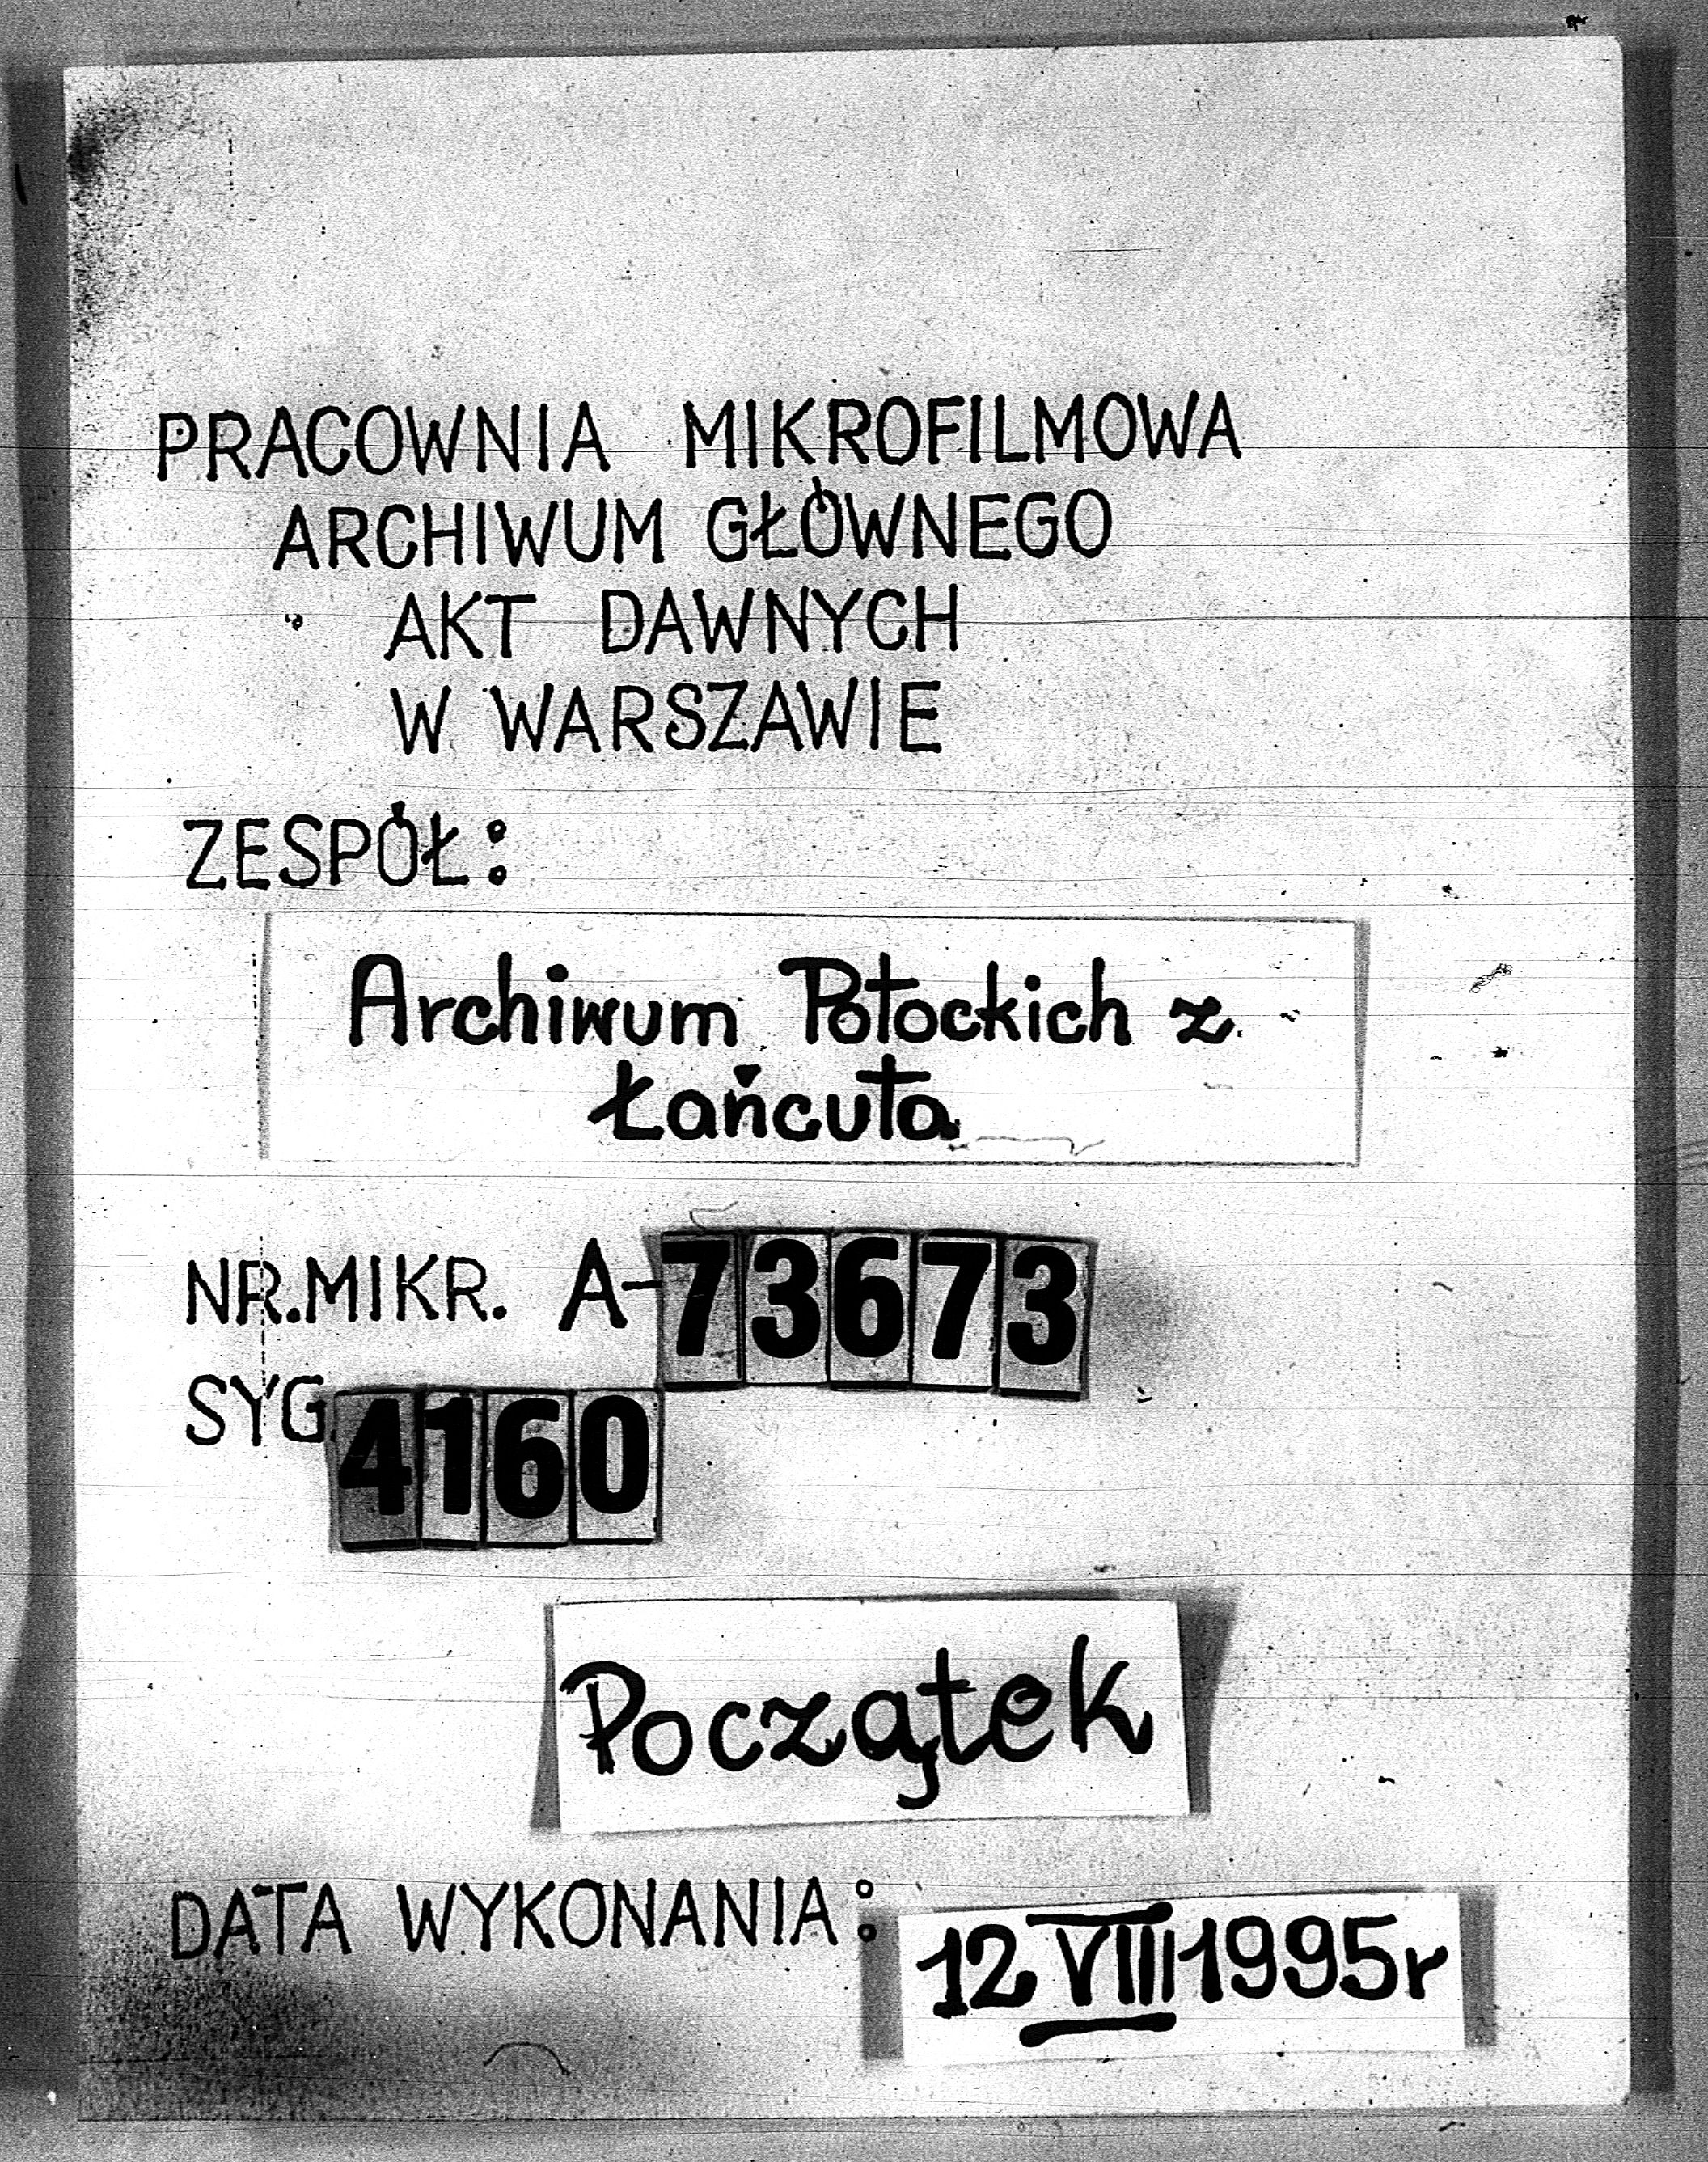 PRACOWNIA MIKROFILMOWA
ARCHIWUM GŁÓWNEGO
AKT DAWNYCH
W WARSZAWIE
ZESPÓŁ:
Archiwum Potockich z
Łańcuta
NR.MIKR. A-73673
SYG.4160
Początek
DATA WYKONANIA: 12 VIII 1995r